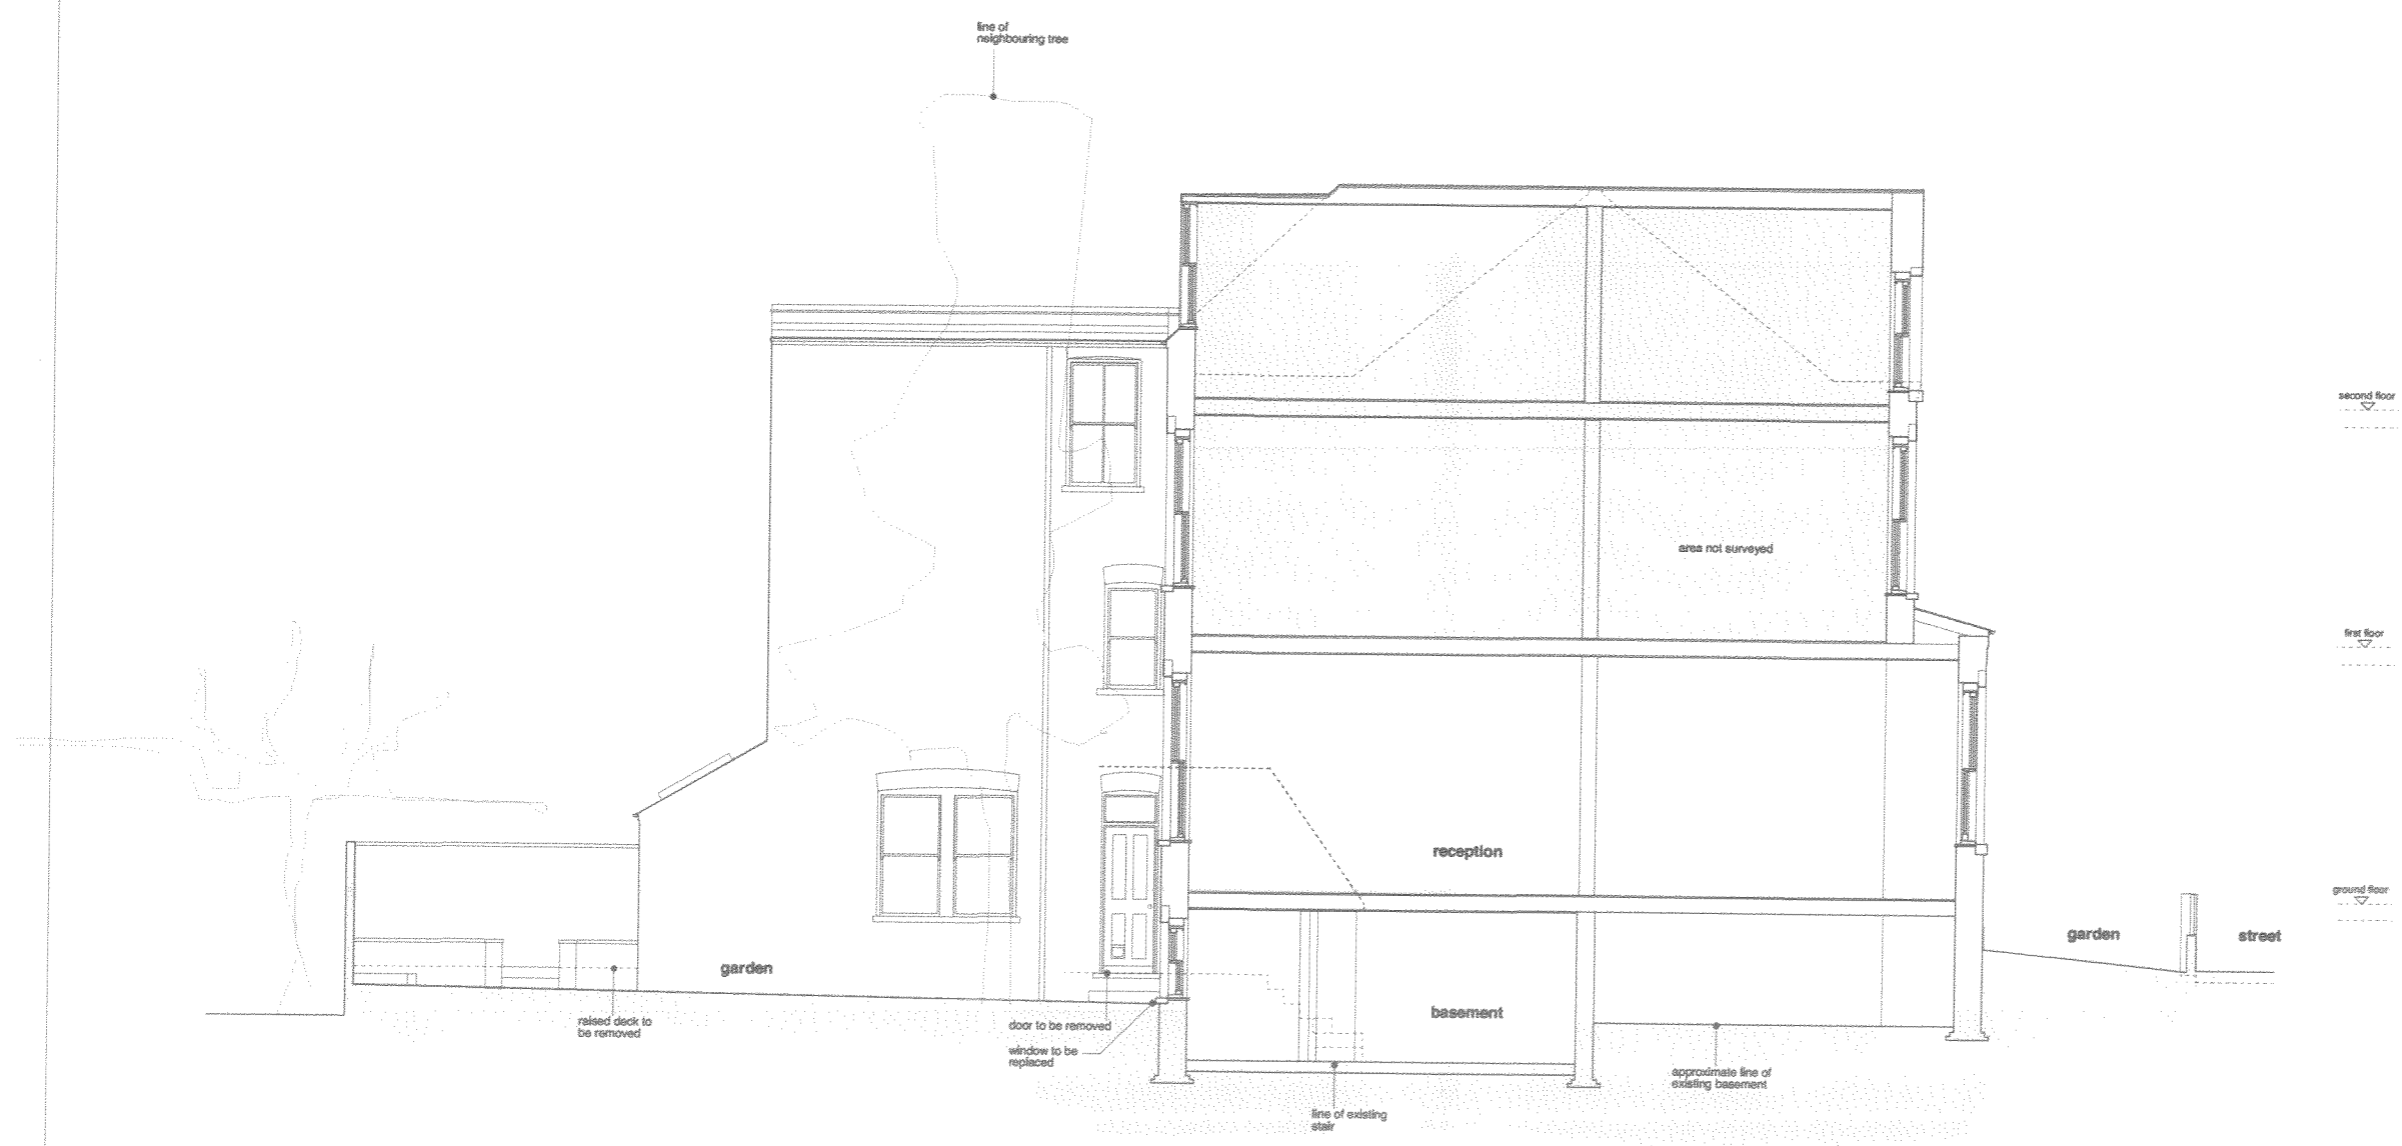 line of
neighbouring tree
second floor
area not surveyed
first floor
reception
ground floor
garden
street
garden
basement
raised deck to
be removed
door to be removed
window to be
replaced
approximate line of
existing basement
line of existing
stair